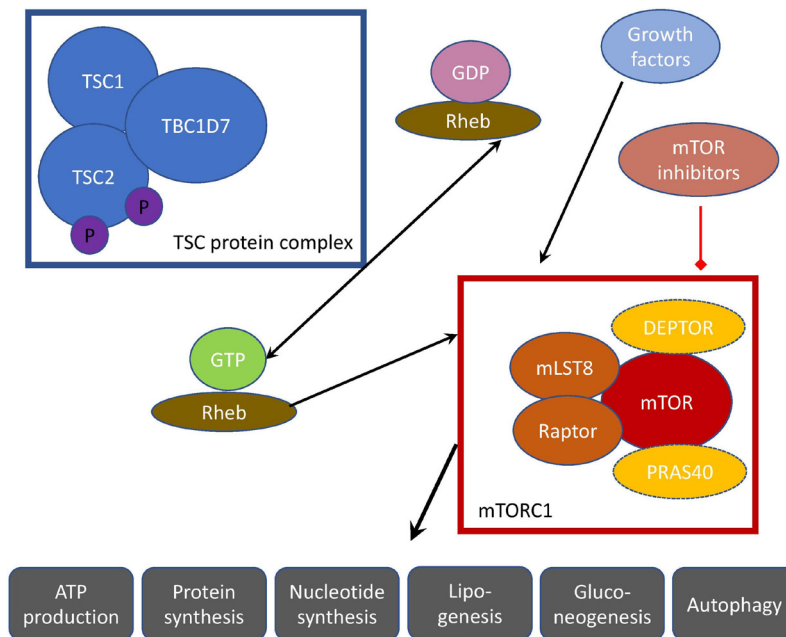 TSC1
TBC1D7
TSC2
P
P
TSC protein complex
GDP
Rheb
Growth
factors
mTOR
inhibitors
GTP
Rheb
DEPTOR
mLST8
mTOR
Raptor
PRAS40
mTORC1
ATP
production
Protein
synthesis
Nucleotide
synthesis
Lipo-
genesis
Gluco-
neogenesis
Autophagy